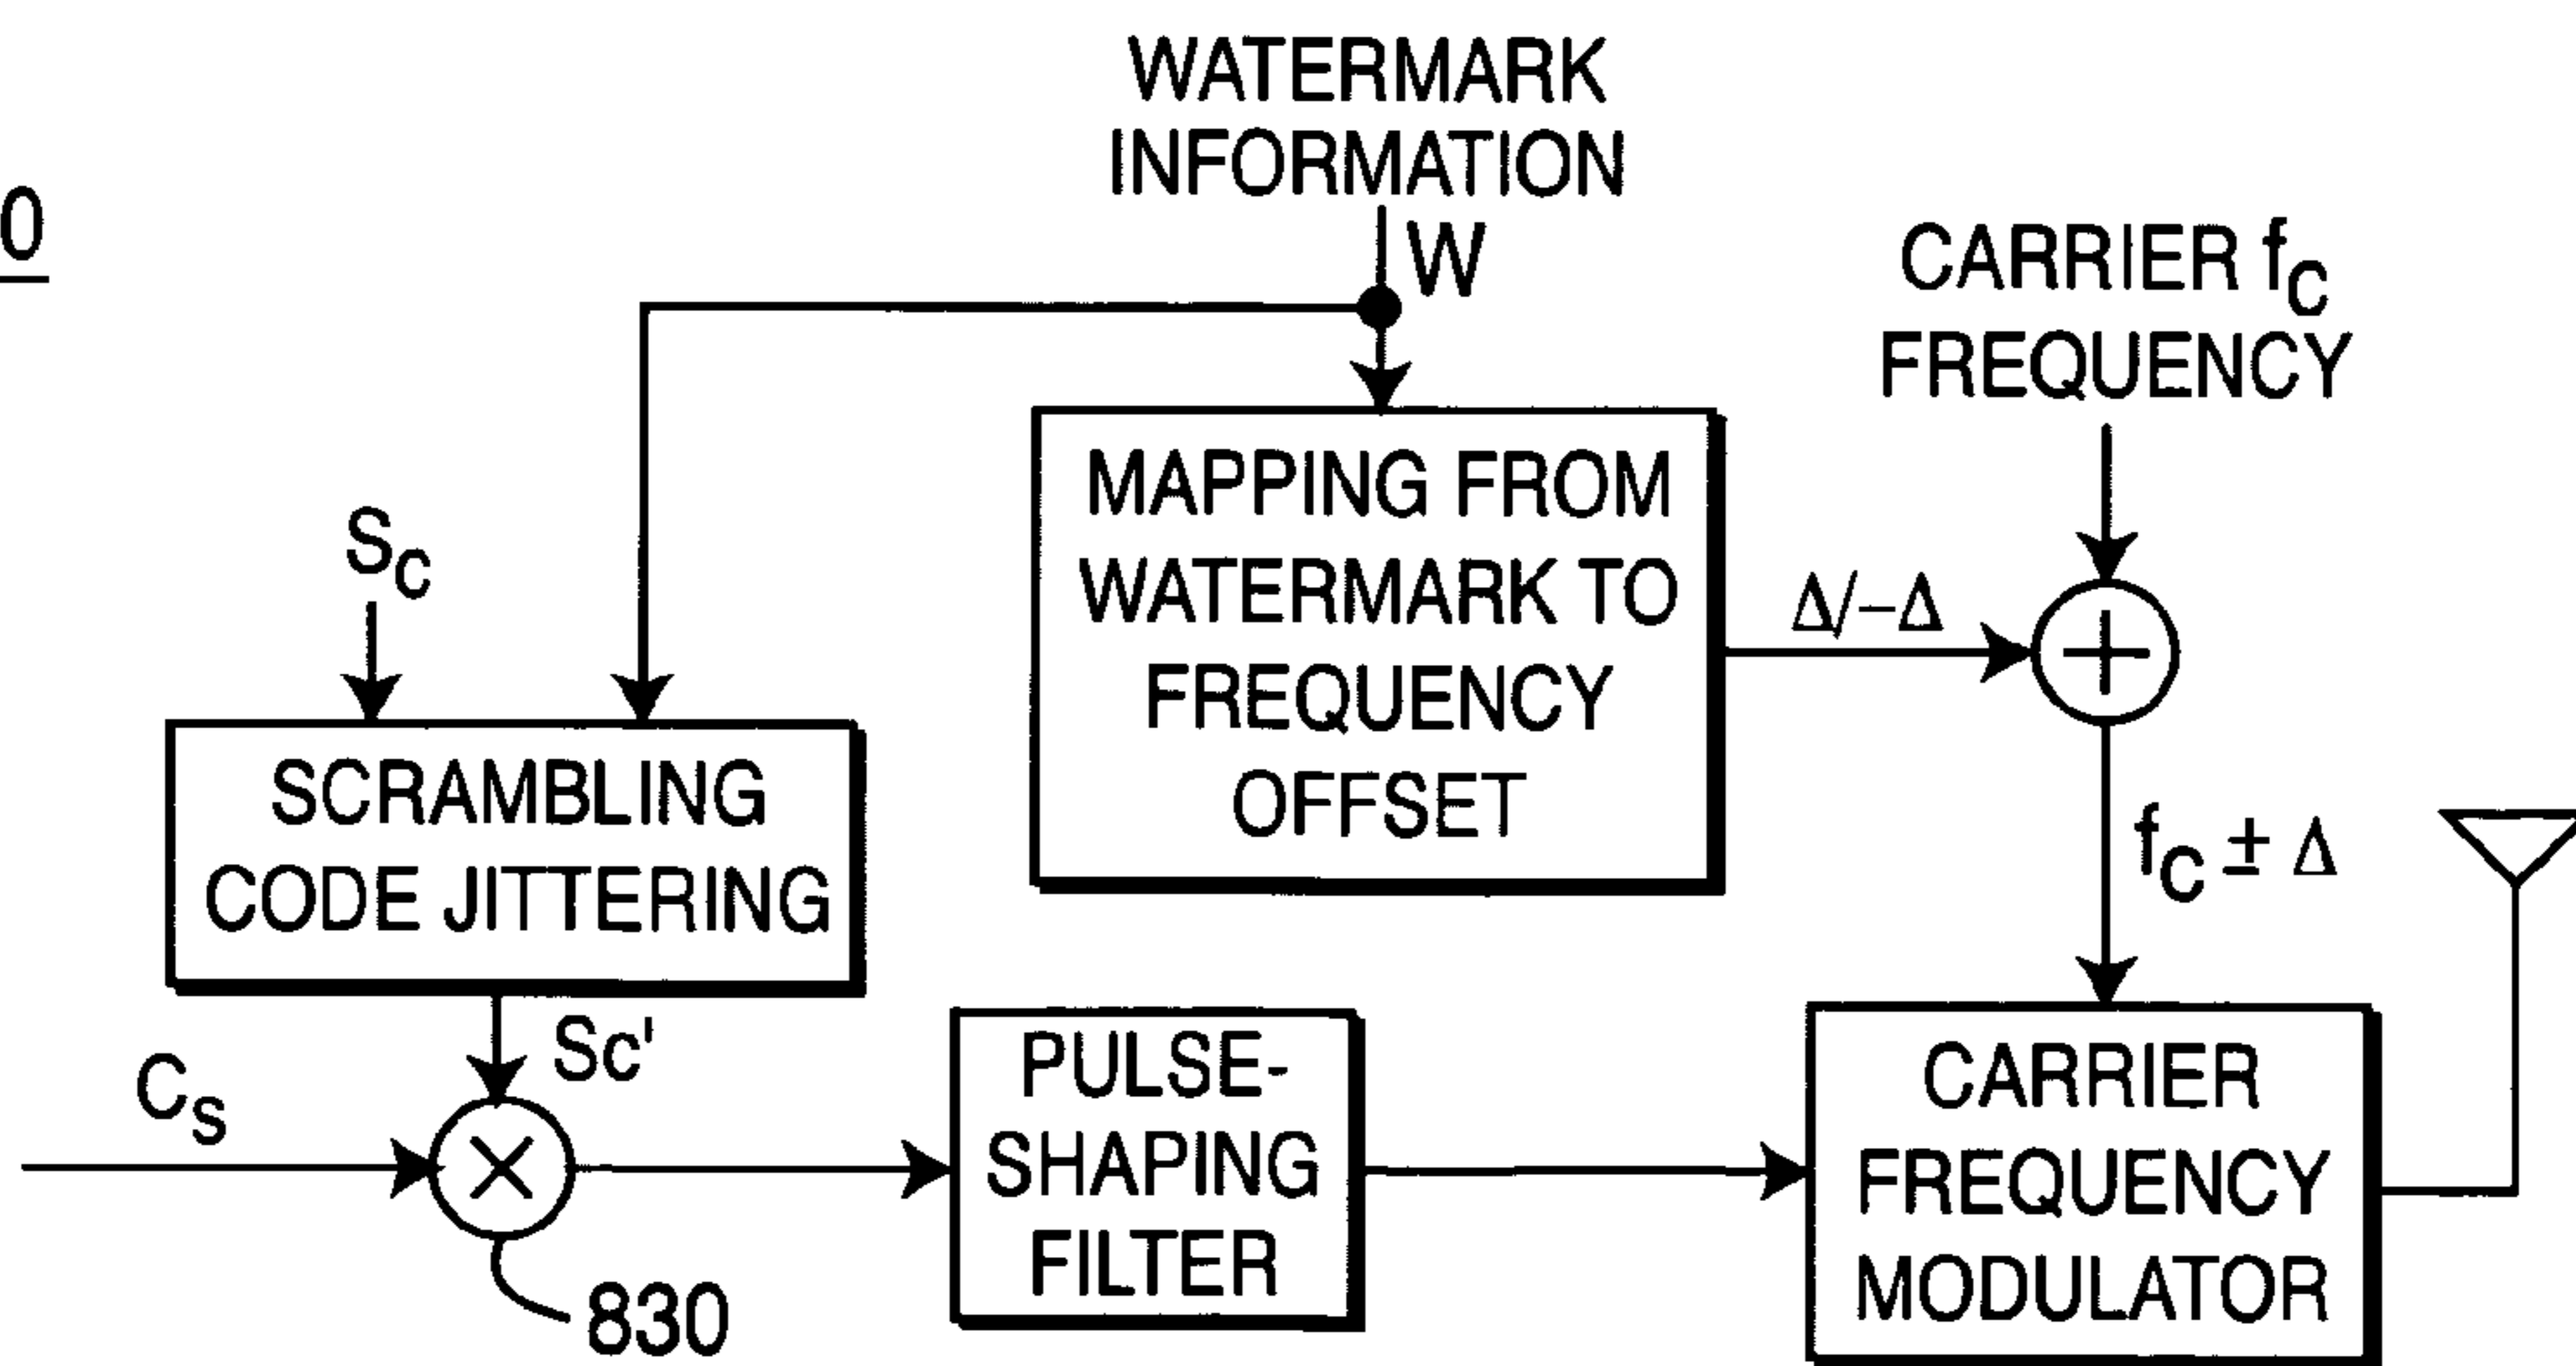 WATERMARK
INFORMATION
W
0
CARRIER fc
FREQUENCY
MAPPING FROM
WATERMARK TO
FREQUENCY
OFFSET
Δ/−Δ
Sc
SCRAMBLING
CODE JITTERING
fc ± Δ
Sc'
Cs
PULSE-
SHAPING
FILTER
CARRIER
FREQUENCY
MODULATOR
830